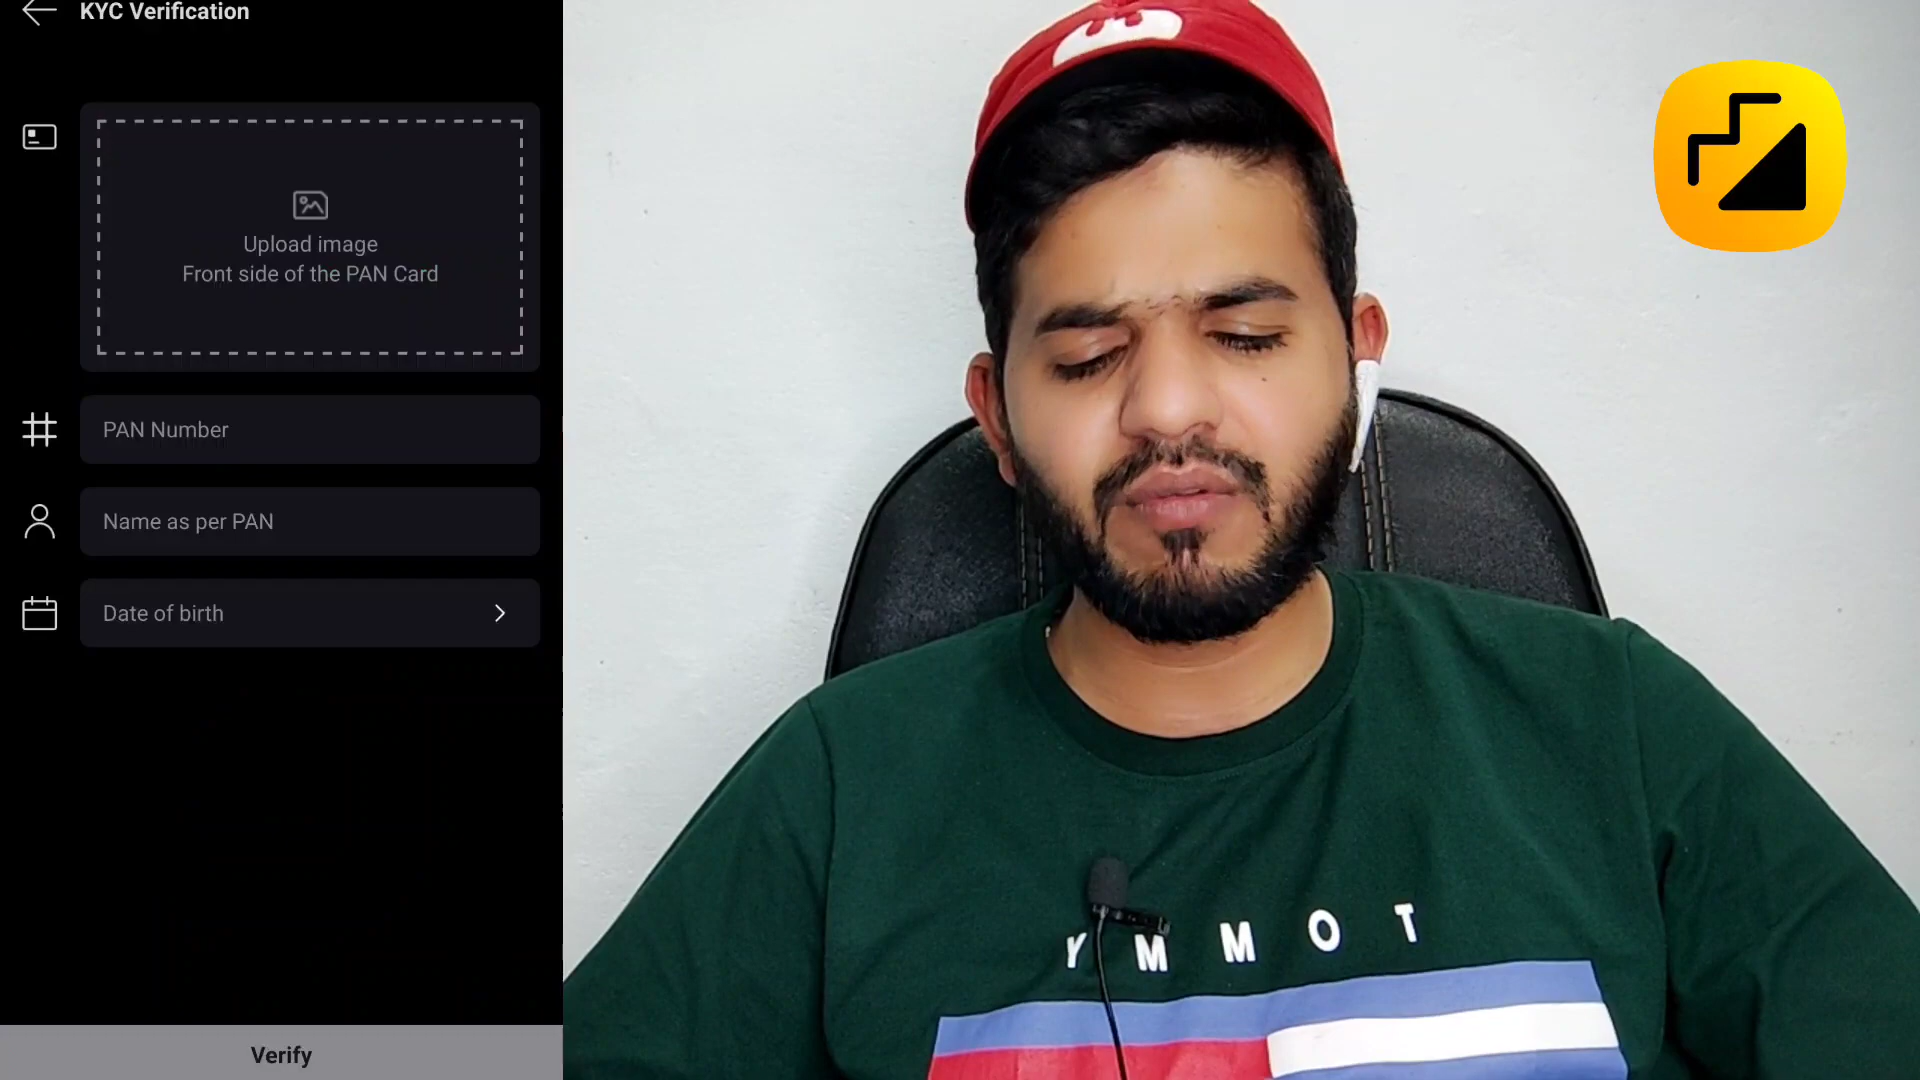 KYC Verification
Upload image
Front side of the PAN Card
PAN Number
Name as per PAN
Date of birth
Verify
Y M M O T